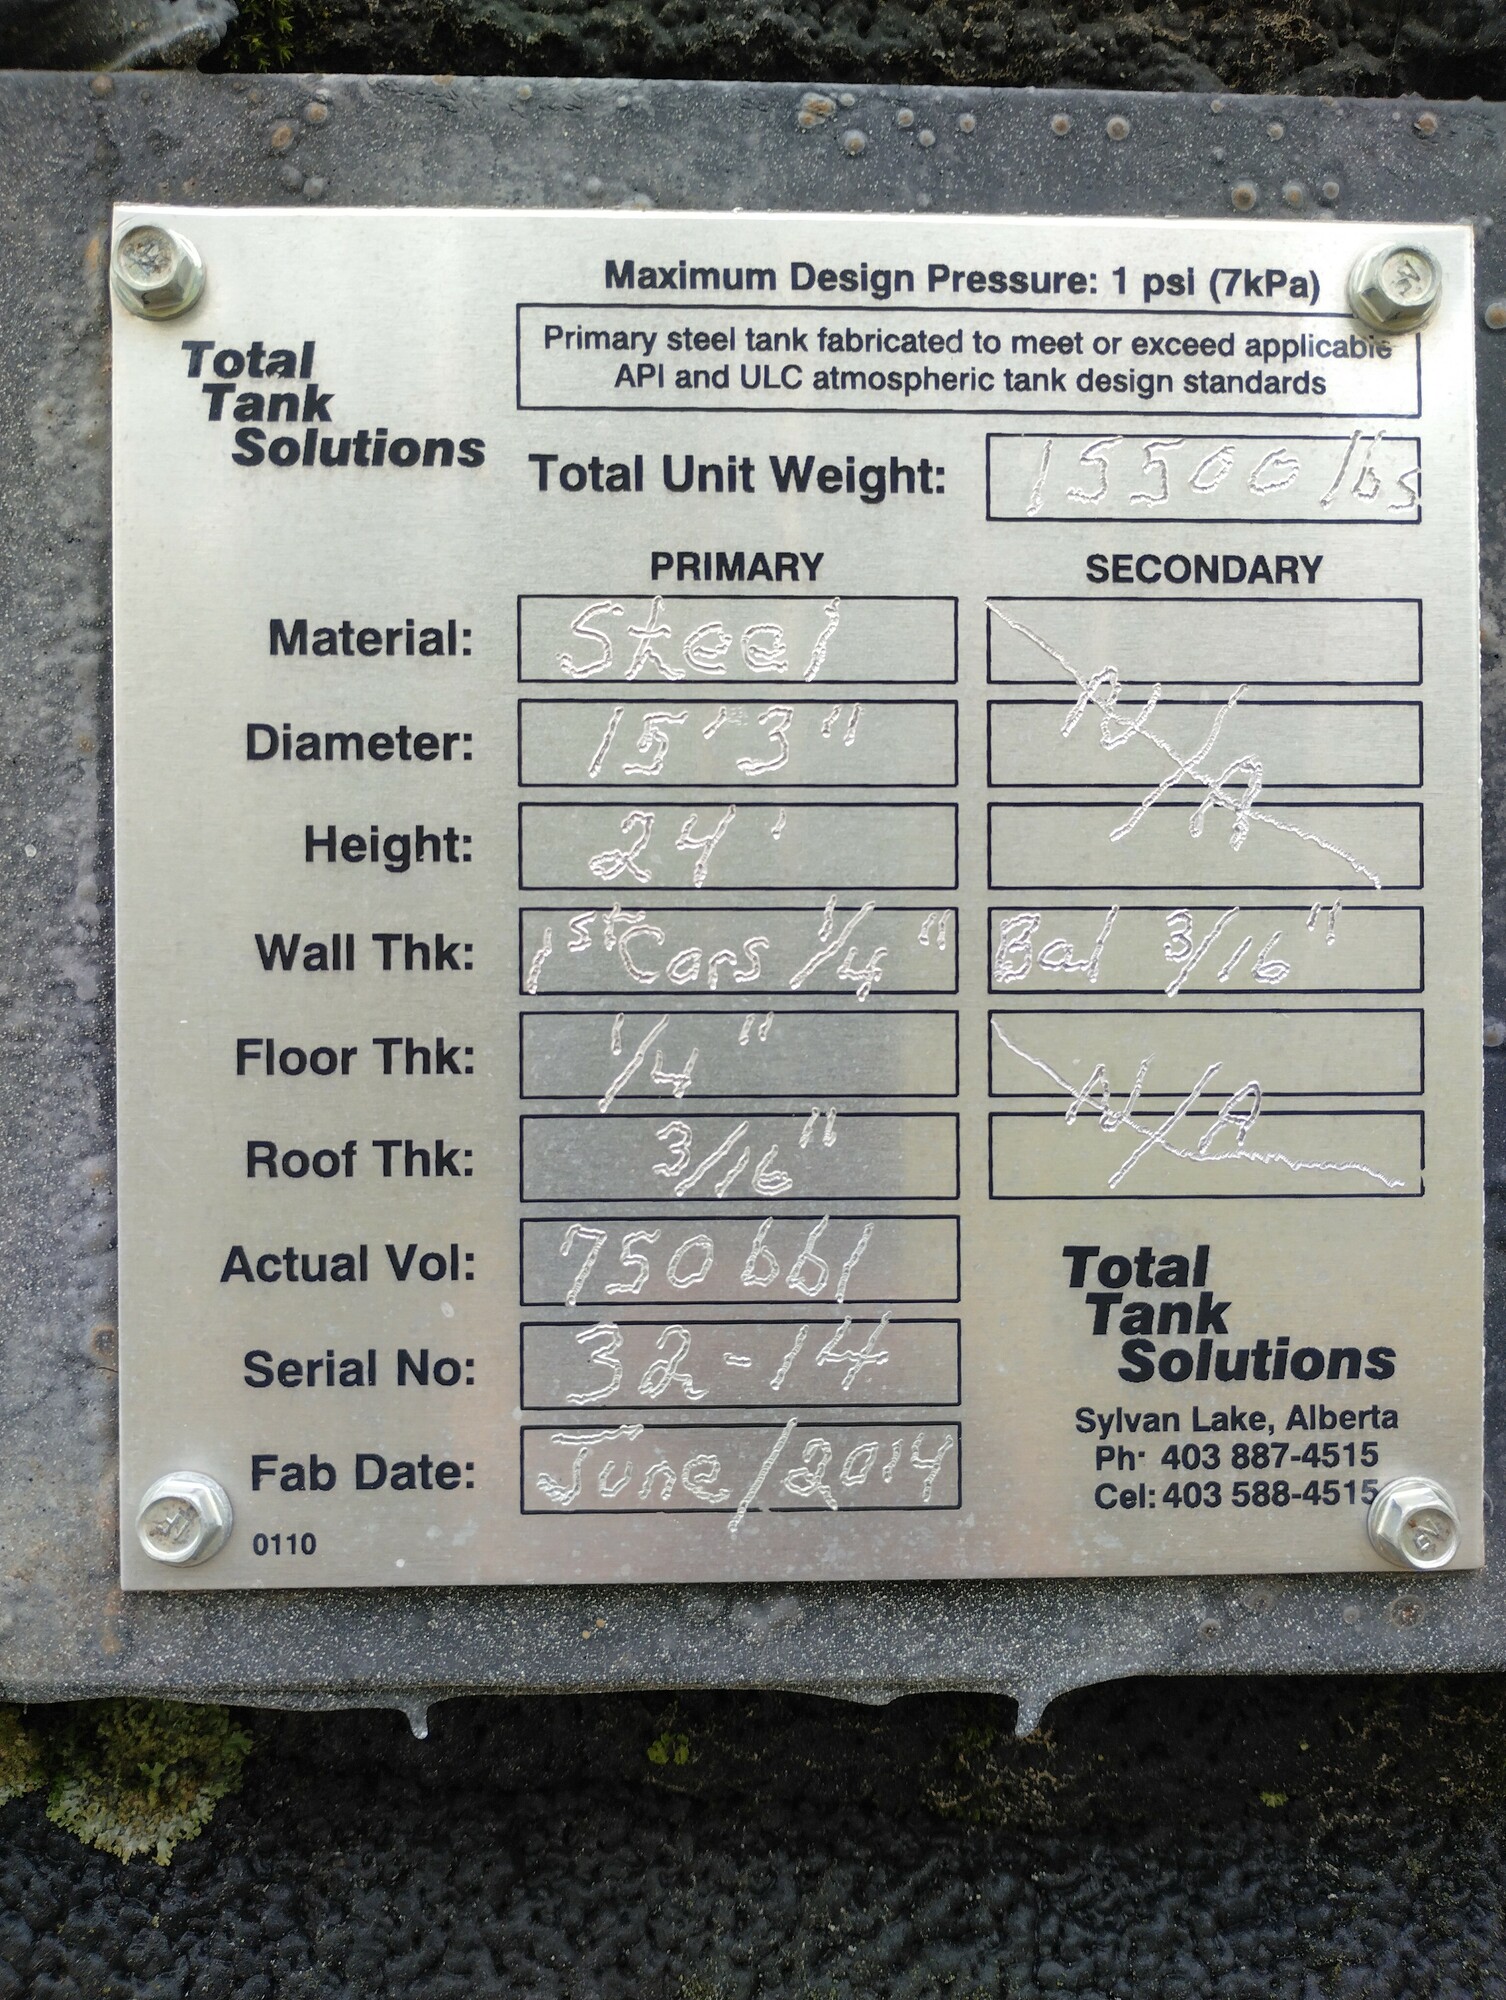 Maximum Design Pressure: 1 psi (7kPa)
Primary steel tank fabricated to meet or exceed applicable
API and ULC atmospheric tank design standards
Total
Tank
Solutions
Total Unit Weight: 15500 lbs
PRIMARY SECONDARY
Material: Steel N/A
Diameter: 15'3"
Height: 24'
Wall Thk: 1st Cors 1/4" Bal 3/16"
Floor Thk: 1/4" N/A
Roof Thk: 3/16"
Actual Vol: 750 bbl
Serial No: 32-14
Fab Date: June/2014
0110
Total
Tank
Solutions
Sylvan Lake, Alberta
Ph: 403 887-4515
Cel: 403 588-4515